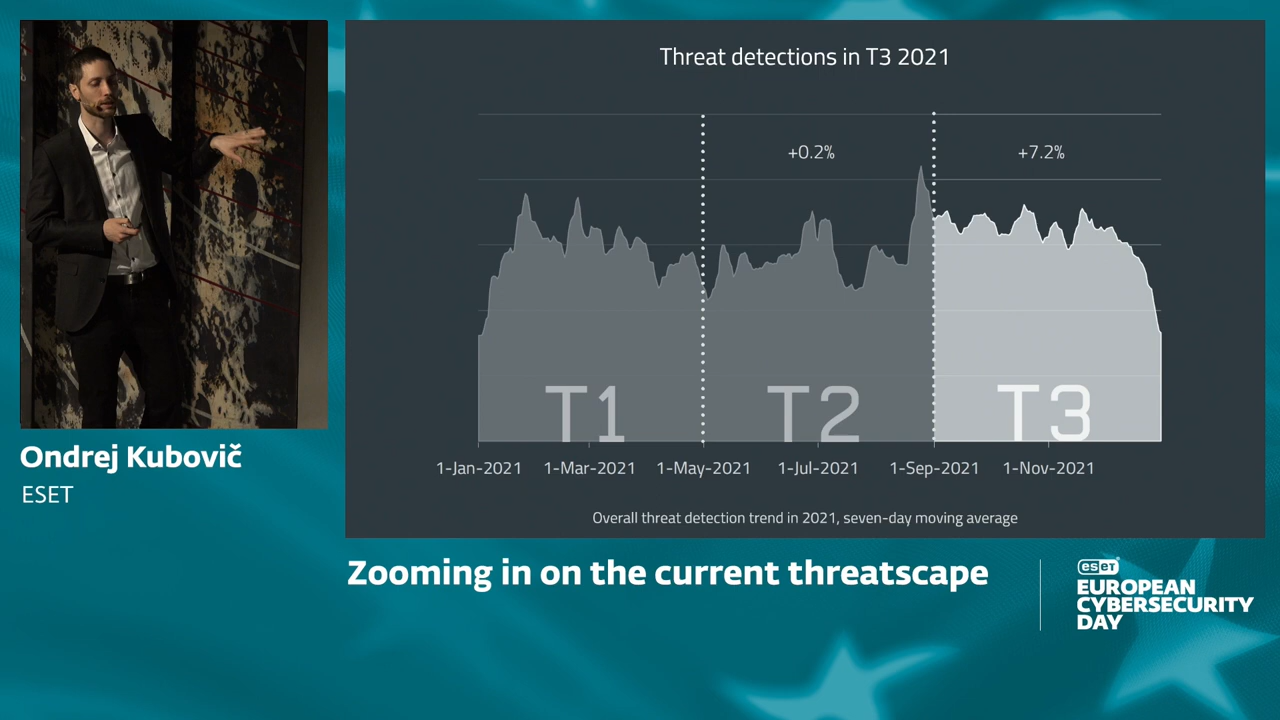 Threat detections in T3 2021
+0.2%
+7.2%
T1
T2
T3
1-Jan-2021
1-Mar-2021
1-May-2021
1-Jul-2021
1-Sep-2021
1-Nov-2021
Overall threat detection trend in 2021, seven-day moving average
Ondrej Kubovič
ESET
Zooming in on the current threatscape
eset
EUROPEAN
CYBERSECURITY
DAY